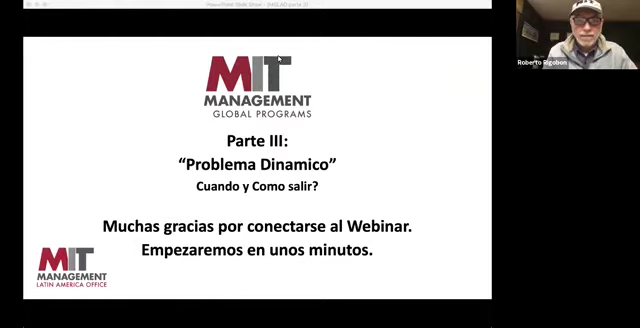 MIT
MANAGEMENT
GLOBAL PROGRAMS
Parte III:
“Problema Dinamico”
Cuando y Como salir?
Muchas gracias por conectarse al Webinar.
Empezaremos en unos minutos.
MIT
MANAGEMENT
LATIN AMERICA OFFICE
Roberto Rigobon